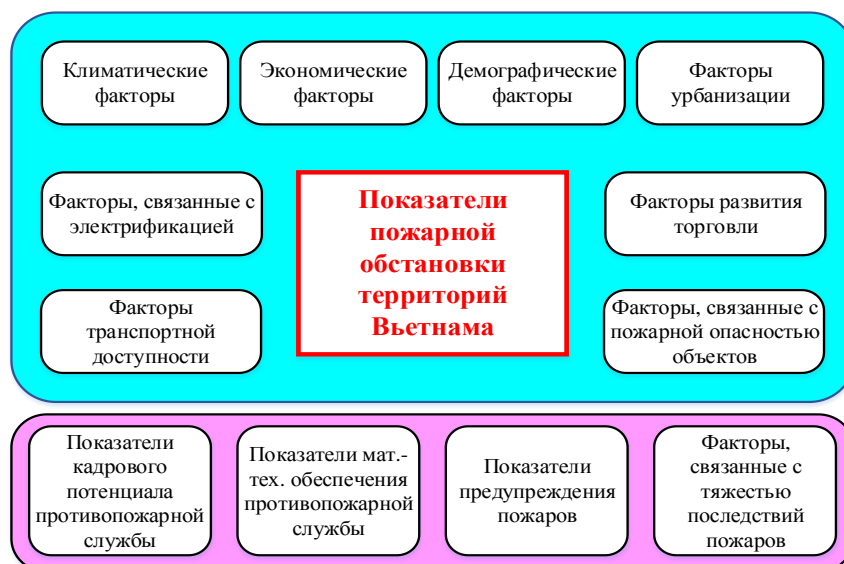 Климатические
факторы
Экономические
факторы
Демографические
факторы
Факторы
урбанизации
Факторы, связанные с
электрификацией
Показатели
пожарной
обстановки
территорий
Вьетнама
Факторы развития
торговли
Факторы
транспортной
доступности
Факторы, связанные с
пожарной опасностью
объектов
Показатели
кадрового
потенциала
противопожарной
службы
Показатели мат.-
тех. обеспечения
противопожарной
службы
Показатели
предупреждения
пожаров
Факторы,
связанные с
тяжестью
последствий
пожаров